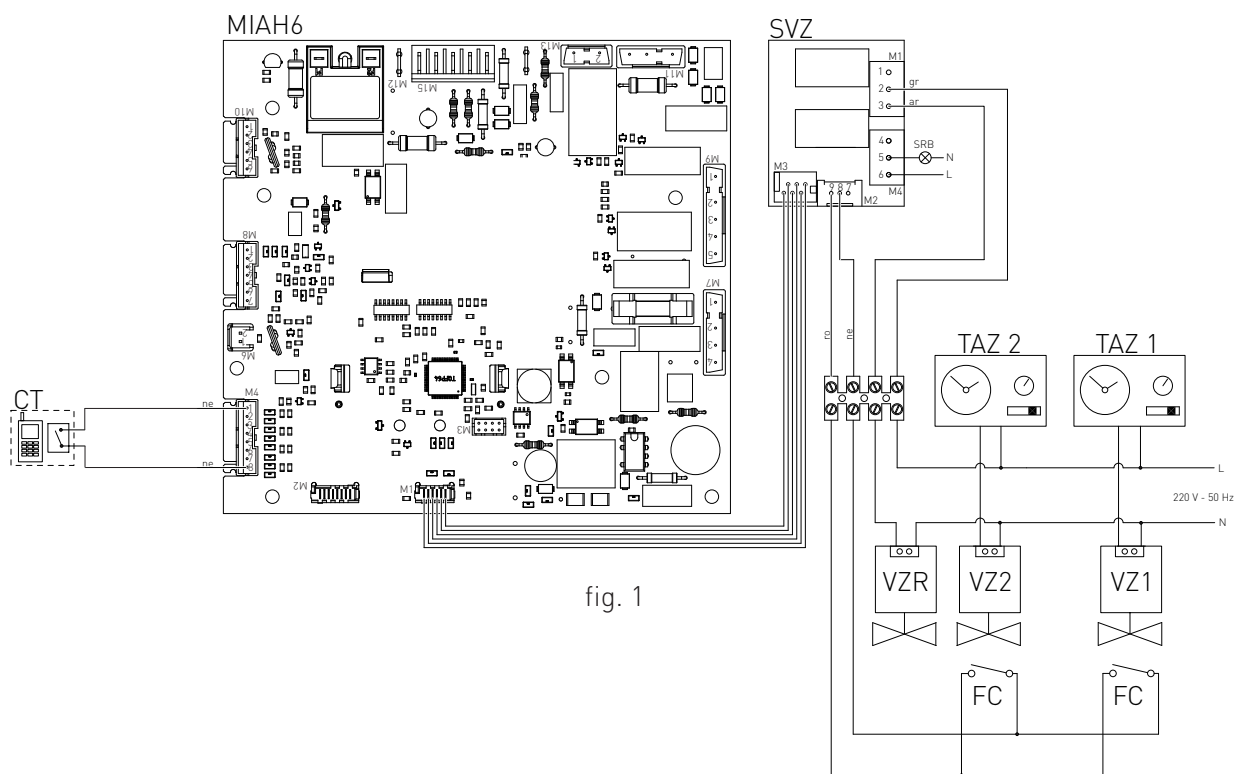 MIAH6
SVZ
M13
1 2
M11
M12
M15
M10
M9
1
2
3
4
5
M8
M7
1
2
3
4
M6
M4
M3
M2
M1
TQFP64
M1
1
2
3
gr
ar
4
5
6
SRB
N
L
M4
M3
9 8 7
M2
ro
ne
TAZ 2
TAZ 1
CT
ne
ne
L
220 V - 50 Hz
N
VZR
VZ2
VZ1
FC
FC
fig. 1